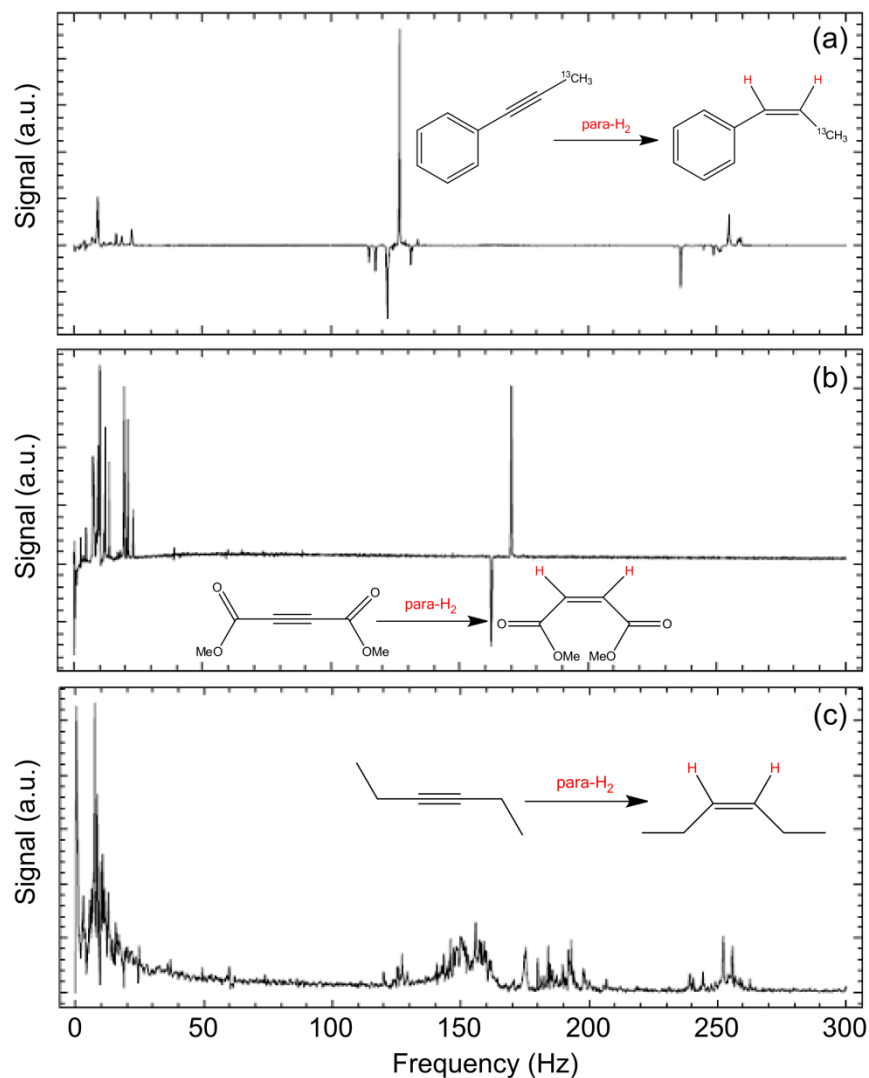 (a)
Signal (a.u.)
¹³CH₃
para-H₂
H H
¹³CH₃
(b)
Signal (a.u.)
O O
MeO OMe
para-H₂
H H
O O
OMe MeO
(c)
Signal (a.u.)
para-H₂
H H
0 50 100 150 200 250 300
Frequency (Hz)